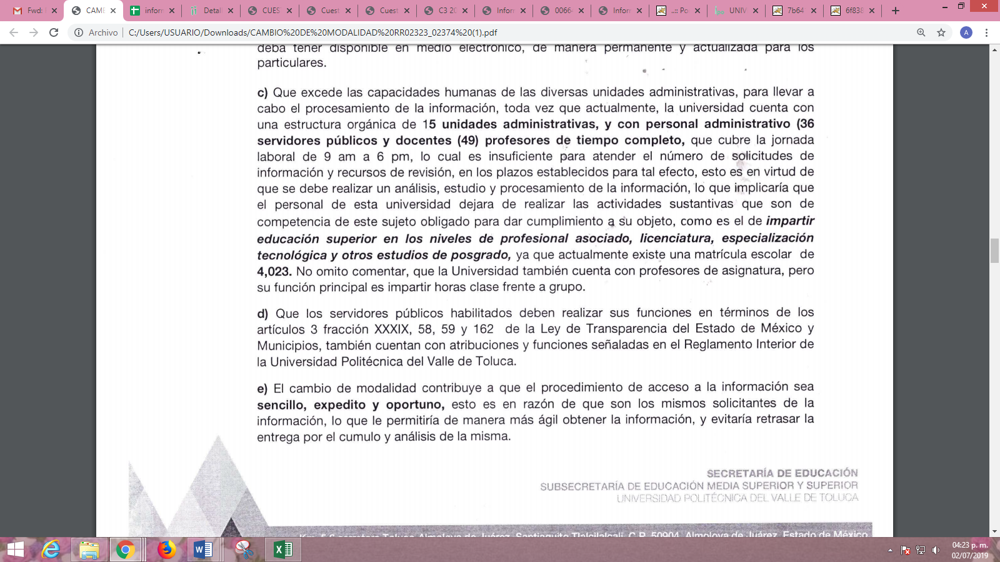 Fwd:
CAME
inform
Detall
CUES
Cuest
Cuest
C3 20
Inform
0066
Inform
..:: Po
UNIV
7b64
6f838
Archivo
C:/Users/USUARIO/Downloads/CAMBIO%20DE%20MODALIDAD%20RR02323_02374%20(1).pdf
A
deba tener disponible en medio electrónico, de manera permanente y actualizada para los
particulares.
c) Que excede las capacidades humanas de las diversas unidades administrativas, para llevar a
cabo el procesamiento de la información, toda vez que actualmente, la universidad cuenta con
una estructura orgánica de 15 unidades administrativas, y con personal administrativo (36
servidores públicos y docentes (49) profesores de tiempo completo, que cubre la jornada
laboral de 9 am a 6 pm, lo cual es insuficiente para atender el número de solicitudes de
información y recursos de revisión, en los plazos establecidos para tal efecto, esto es en virtud de
que se debe realizar un análisis, estudio y procesamiento de la información, lo que implicaría que
el personal de esta universidad dejara de realizar las actividades sustantivas que son de
competencia de este sujeto obligado para dar cumplimiento a su objeto, como es el de impartir
educación superior en los niveles de profesional asociado, licenciatura, especialización
tecnológica y otros estudios de posgrado, ya que actualmente existe una matrícula escolar de
4,023. No omito comentar, que la Universidad también cuenta con profesores de asignatura, pero
su función principal es impartir horas clase frente a grupo.
d) Que los servidores públicos habilitados deben realizar sus funciones en términos de los
artículos 3 fracción XXXIX, 58, 59 y 162 de la Ley de Transparencia del Estado de México y
Municipios, también cuentan con atribuciones y funciones señaladas en el Reglamento Interior de
la Universidad Politécnica del Valle de Toluca.
e) El cambio de modalidad contribuye a que el procedimiento de acceso a la información sea
sencillo, expedito y oportuno, esto es en razón de que son los mismos solicitantes de la
información, lo que le permitiría de manera más ágil obtener la información, y evitaría retrasar la
entrega por el cumulo y análisis de la misma.
SECRETARÍA DE EDUCACIÓN
SUBSECRETARÍA DE EDUCACIÓN MEDIA SUPERIOR Y SUPERIOR
UNIVERSIDAD POLITÉCNICA DEL VALLE DE TOLUCA
Km. 5.6 carretera Toluca-Almoloya de Juárez, Santiaguito Tlalcilalcali, C.P. 50904, Almoloya de Juárez, Estado de México
04:23 p. m.
02/07/2019